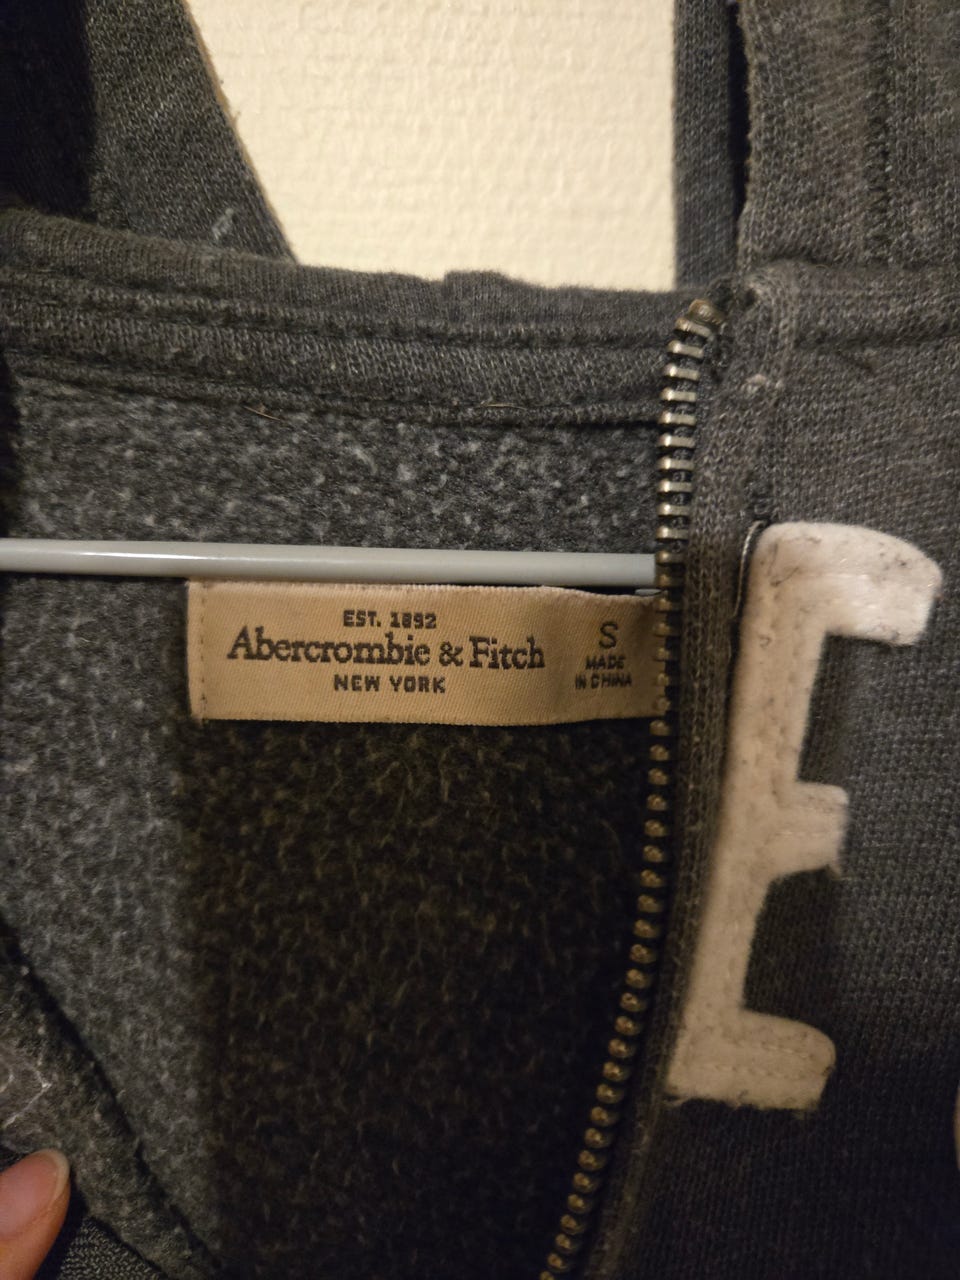 EST. 1892
Abercrombie & Fitch
NEW YORK
S
MADE
IN CHINA
E